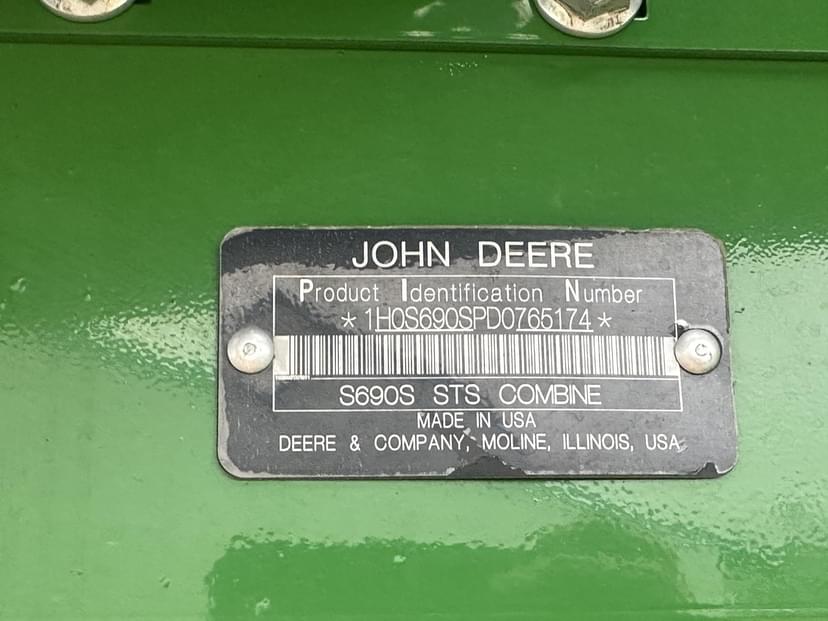 JOHN DEERE
Product Identification Number
*1H0S690SPD0765174*
S690S STS COMBINE
MADE IN USA
DEERE & COMPANY, MOLINE, ILLINOIS, USA